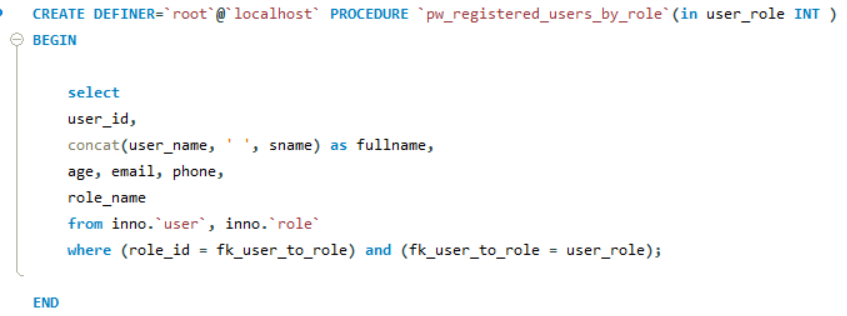 CREATE DEFINER=`root`@`localhost` PROCEDURE `pw_registered_users_by_role`(in user_role INT )
BEGIN
select
user_id,
concat(user_name, ' ', sname) as fullname,
age, email, phone,
role_name
from inno.`user`, inno.`role`
where (role_id = fk_user_to_role) and (fk_user_to_role = user_role);
END